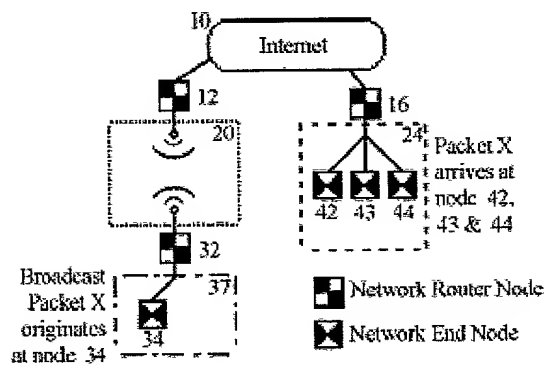 10
Internet
12
16
20
24
Packet X
arrives at
node 42,
43 & 44
42 43 44
32
Broadcast
Packet X
originates
at node 34
37
34
Network Router Node
Network End Node